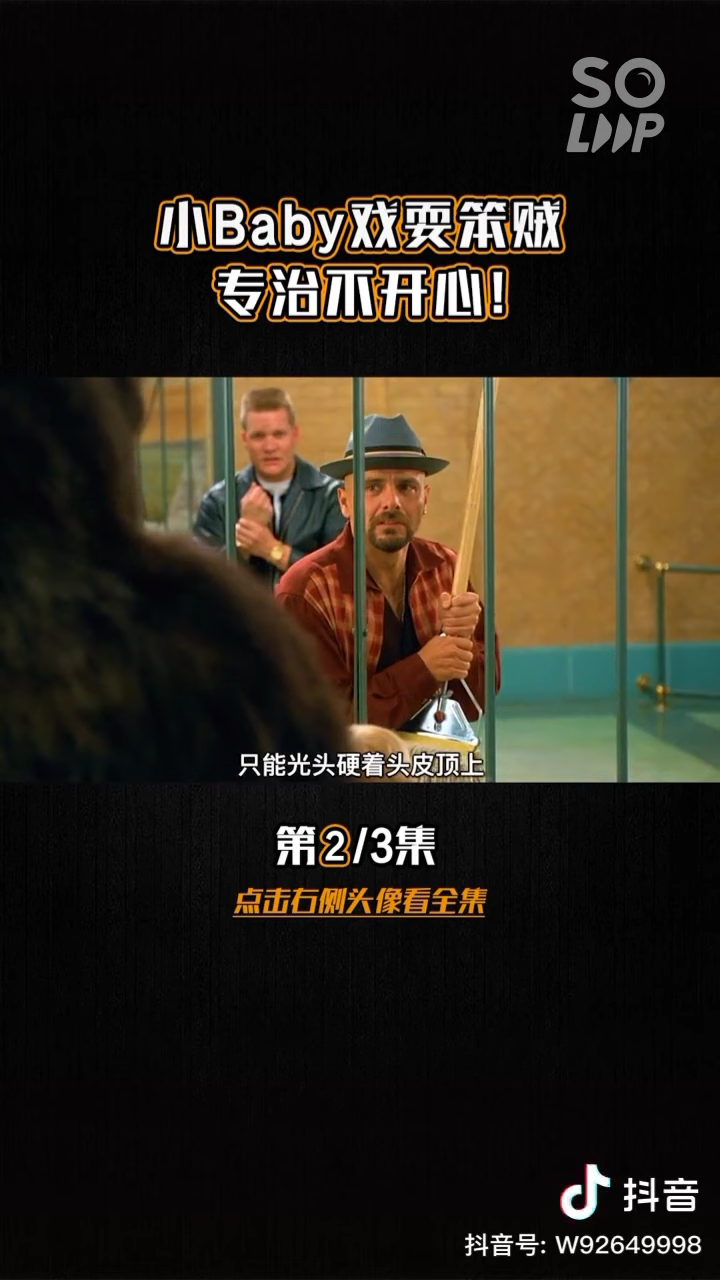 SO
LOOP
小Baby戏耍笨贼
专治不开心!
只能光头硬着头皮顶上
第2/3集
点击右侧头像看全集
抖音
抖音号: W92649998